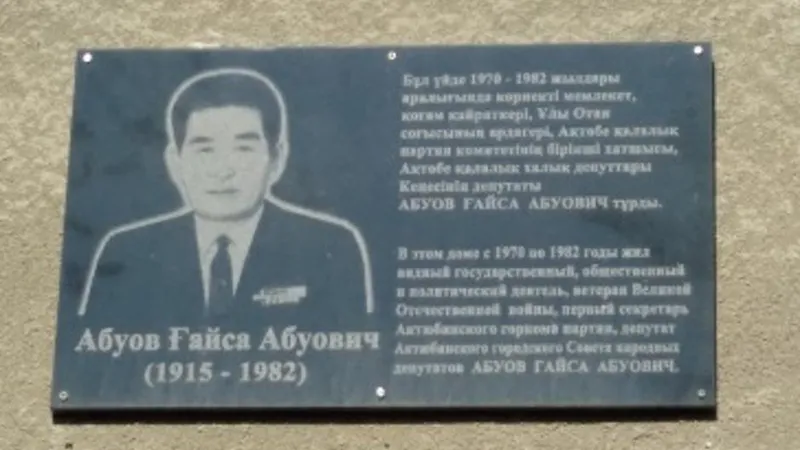 Абуов Ғайса Абуович
(1915 - 1982)
Бұл үйде 1970 - 1982 жылдары
аралығында көрнекті мемлекет,
қоғам қайраткері, Ұлы Отан
соғысының ардагері, Ақтөбе қалалық
партия комитетінің бірінші хатшығы,
Ақтөбе қалалық халық депуттары
Кеңесінің депутаты
АБУОВ ҒАЙСА АБУОВИЧ тұрды.
В этом доме с 1970 по 1982 годы жил
видный государственный, общественный
и политический деятель, ветеран Великой
Отечественной войны, первый секретарь
Актюбинского горкома партии, депутат
Актюбинского городского Совета народных
депутатов АБУОВ ҒАЙСА АБУОВИЧ.